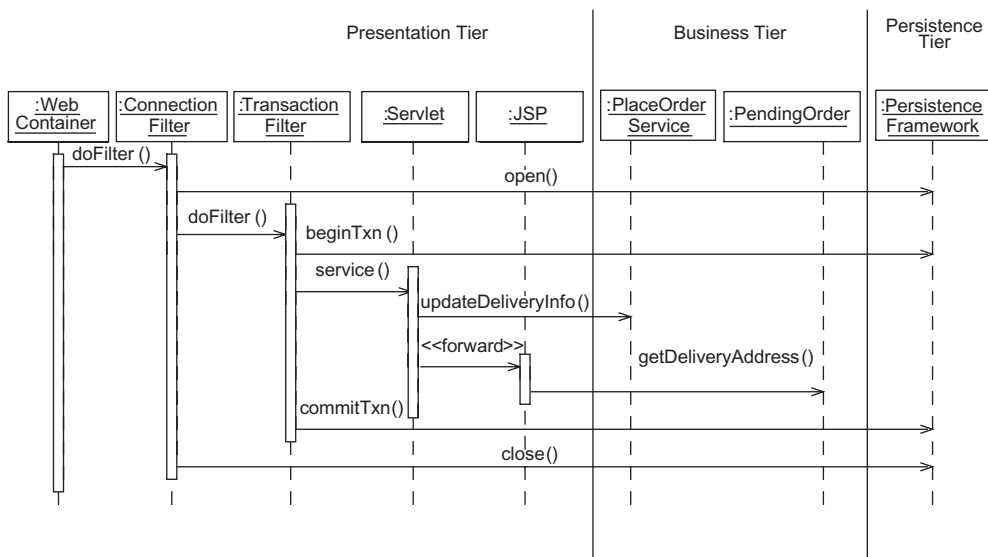 Presentation Tier
Business Tier
Persistence
Tier
:Web
Container
:Connection
Filter
:Transaction
Filter
:Servlet
:JSP
:PlaceOrder
Service
:PendingOrder
:Persistence
Framework
doFilter()
open()
doFilter()
beginTxn()
service()
updateDeliveryInfo()
<<forward>>
getDeliveryAddress()
commitTxn()
close()